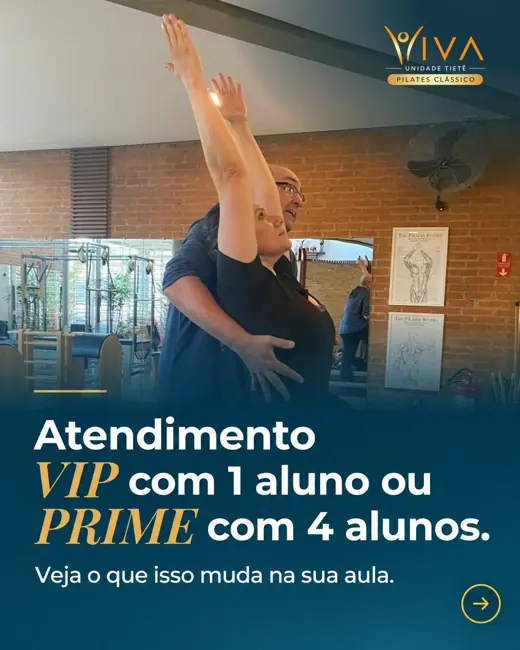 VIVA
UNIDADE TIETÊ
PILATES CLÁSSICO
Atendimento
VIP com 1 aluno ou
PRIME com 4 alunos.
Veja o que isso muda na sua aula.